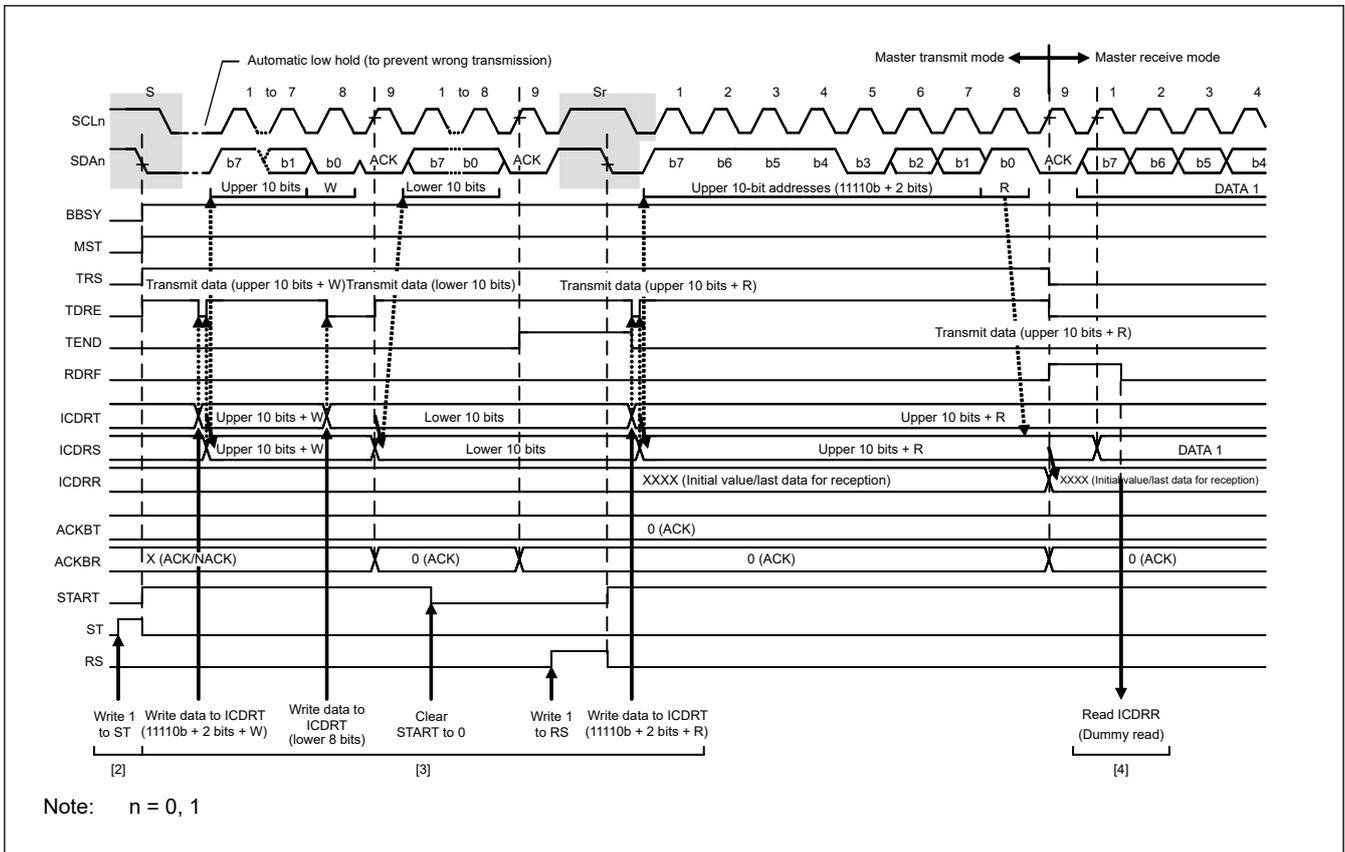 Automatic low hold (to prevent wrong transmission)
Master transmit mode
Master receive mode
S
1 to 7 8 9 1 to 8 9
Sr
1 2 3 4 5 6 7 8 9 1 2 3 4
SCLn
SDAn
b7 b1 b0 ACK b7 b0 ACK b7 b6 b5 b4 b3 b2 b1 b0 ACK b7 b6 b5 b4
Upper 10 bits W Lower 10 bits Upper 10-bit addresses (11110b + 2 bits) R DATA 1
BBSY
MST
TRS
Transmit data (upper 10 bits + W) Transmit data (lower 10 bits) Transmit data (upper 10 bits + R)
TDRE
Transmit data (upper 10 bits + R)
TEND
RDRF
ICDRT Upper 10 bits + W Lower 10 bits Upper 10 bits + R
ICDRS Upper 10 bits + W Lower 10 bits Upper 10 bits + R DATA 1
ICDRR XXXX (Initial value/last data for reception) XXXX (Initial value/last data for reception)
ACKBT 0 (ACK)
ACKBR X (ACK/NACK) 0 (ACK) 0 (ACK) 0 (ACK)
START
ST
RS
Write 1
to ST
Write data to ICDRT
(11110b + 2 bits + W)
Write data to
ICDRT
(lower 8 bits)
Clear
START to 0
Write 1
to RS
Write data to ICDRT
(11110b + 2 bits + R)
Read ICDRR
(Dummy read)
[2] [3] [4]
Note: n = 0, 1